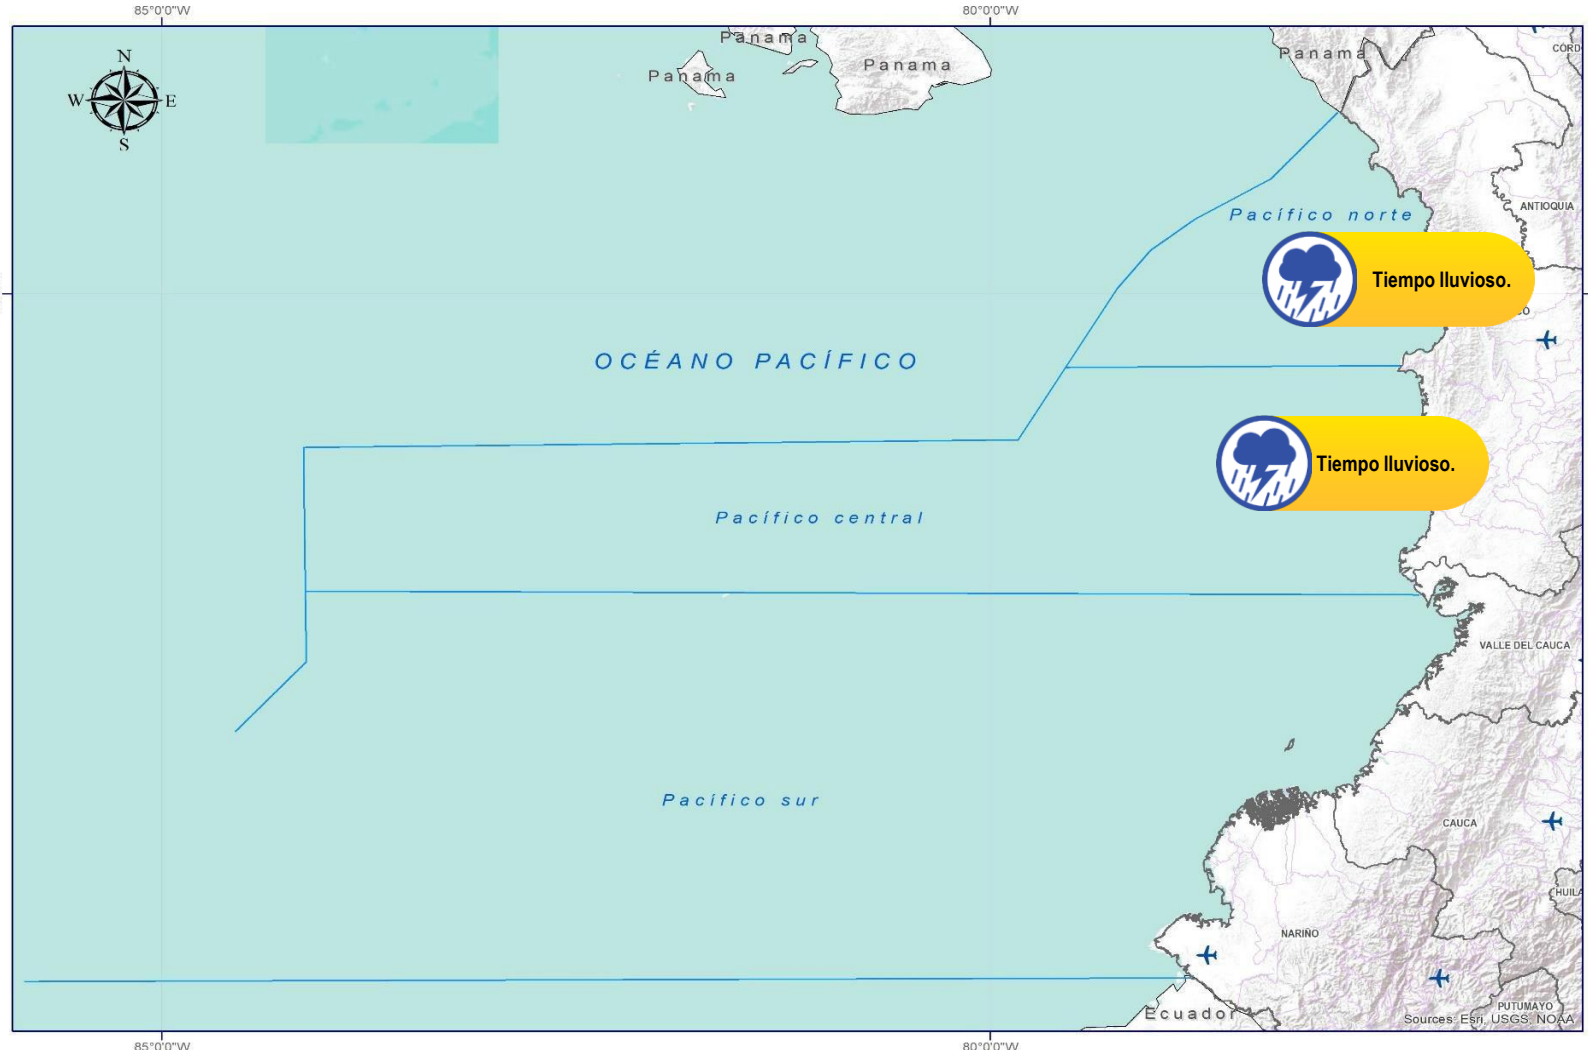 85°0'0"W
80°0'0"W
N
W
E
S
Panama
Panama
Panama
Panama
CÓRD
ANTIOQUIA
Pacífico norte
Tiempo lluvioso.
CO
OCÉANO PACÍFICO
Tiempo lluvioso.
Pacífico central
VALLE DEL CAUCA
Pacífico sur
CAUCA
HUILA
NARIÑO
PUTUMAYO
Ecuador
Sources: Esri, USGS, NOAA
85°0'0"W
80°0'0"W